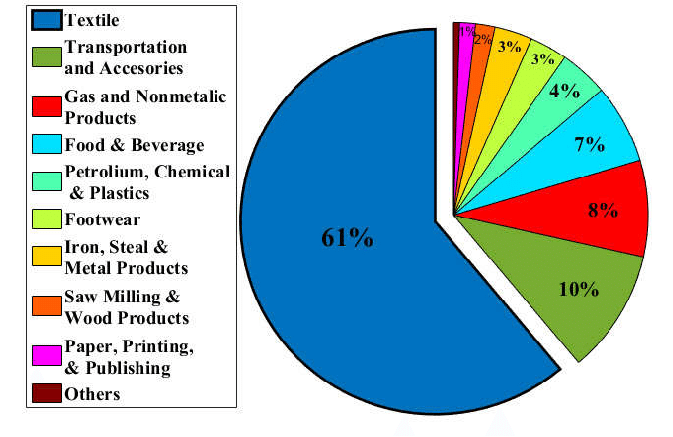 Textile
Transportation
and Accesories
Gas and Nonmetalic
Products
Food & Beverage
Petrolium, Chemical
& Plastics
Footwear
Iron, Steal &
Metal Products
Saw Milling &
Wood Products
Paper, Printing,
& Publishing
Others
1%
2%
3%
3%
4%
7%
8%
10%
61%